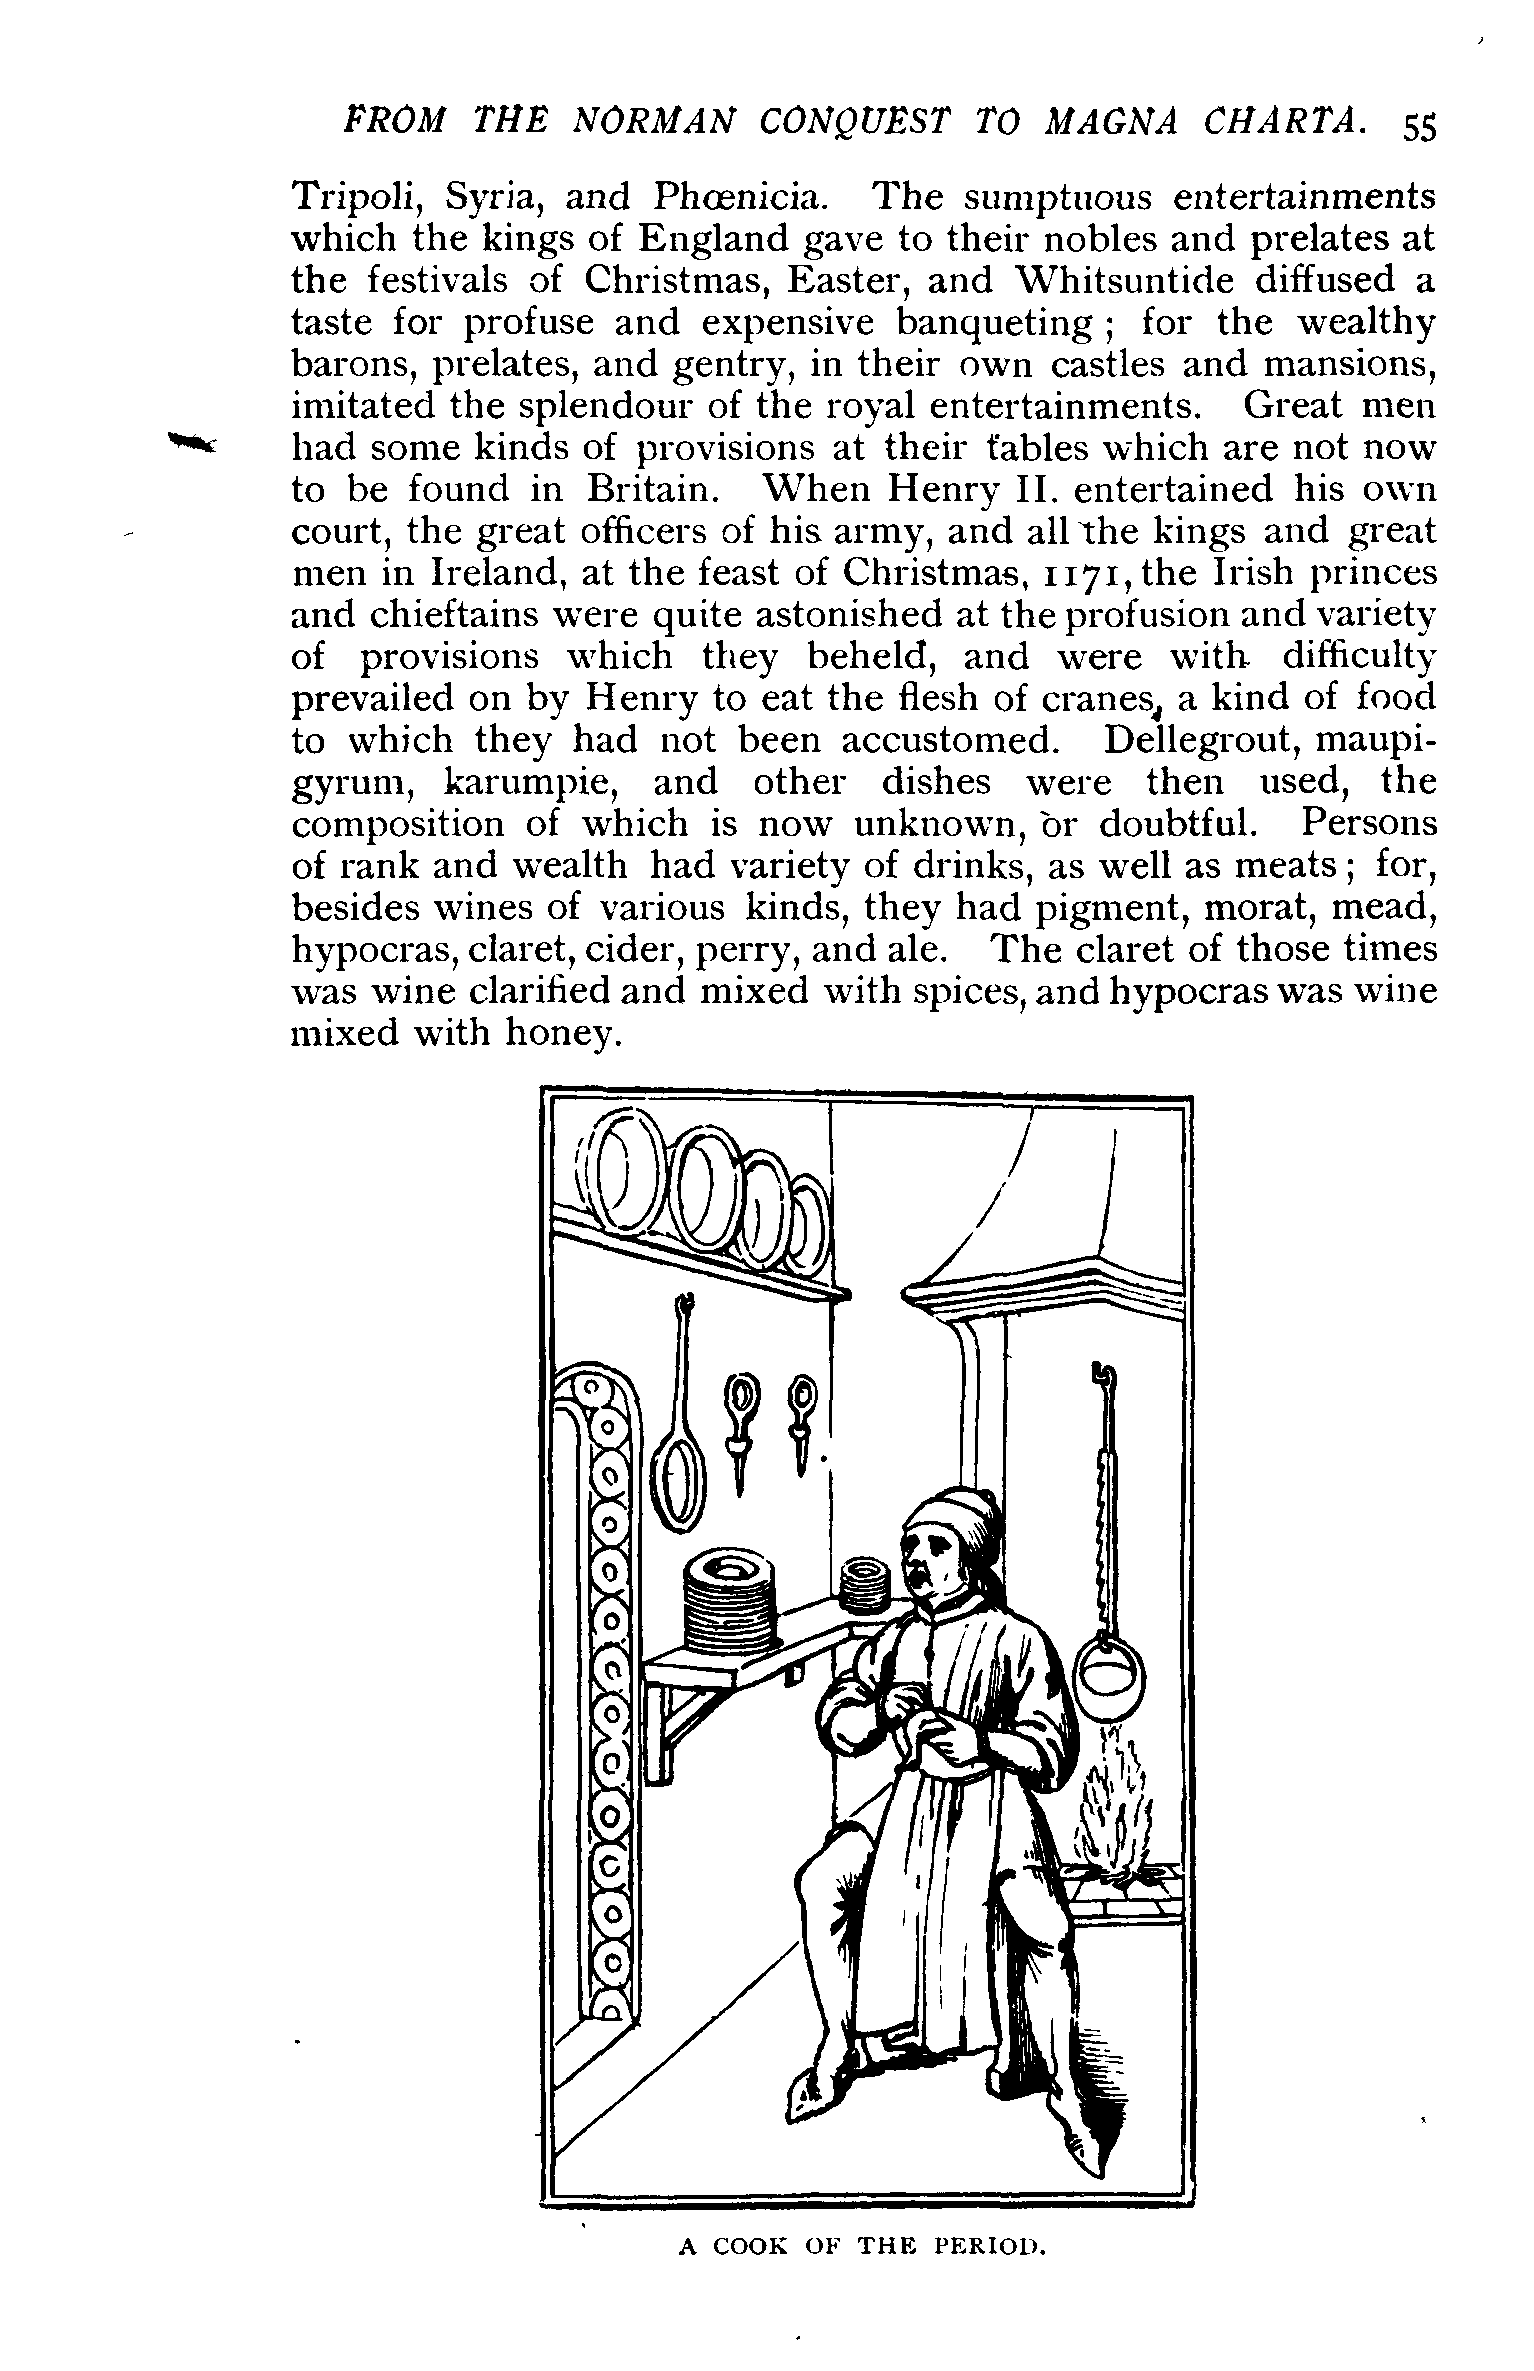 FROM THE NORMAN CONQUEST TO MAGNA CHARTA. 55
Tripoli, Syria, and Phœnicia. The sumptuous entertainments
which the kings of England gave to their nobles and prelates at
the festivals of Christmas, Easter, and Whitsuntide diffused a
taste for profuse and expensive banqueting ; for the wealthy
barons, prelates, and gentry, in their own castles and mansions,
imitated the splendour of the royal entertainments. Great men
had some kinds of provisions at their tables which are not now
to be found in Britain. When Henry II. entertained his own
court, the great officers of his army, and all the kings and great
men in Ireland, at the feast of Christmas, 1171, the Irish princes
and chieftains were quite astonished at the profusion and variety
of provisions which they beheld, and were with difficulty
prevailed on by Henry to eat the flesh of cranes, a kind of food
to which they had not been accustomed. Dellegrout, maupi-
gyrum, karumpie, and other dishes were then used, the
composition of which is now unknown, or doubtful. Persons
of rank and wealth had variety of drinks, as well as meats ; for,
besides wines of various kinds, they had pigment, morat, mead,
hypocras, claret, cider, perry, and ale. The claret of those times
was wine clarified and mixed with spices, and hypocras was wine
mixed with honey.
A COOK OF THE PERIOD.